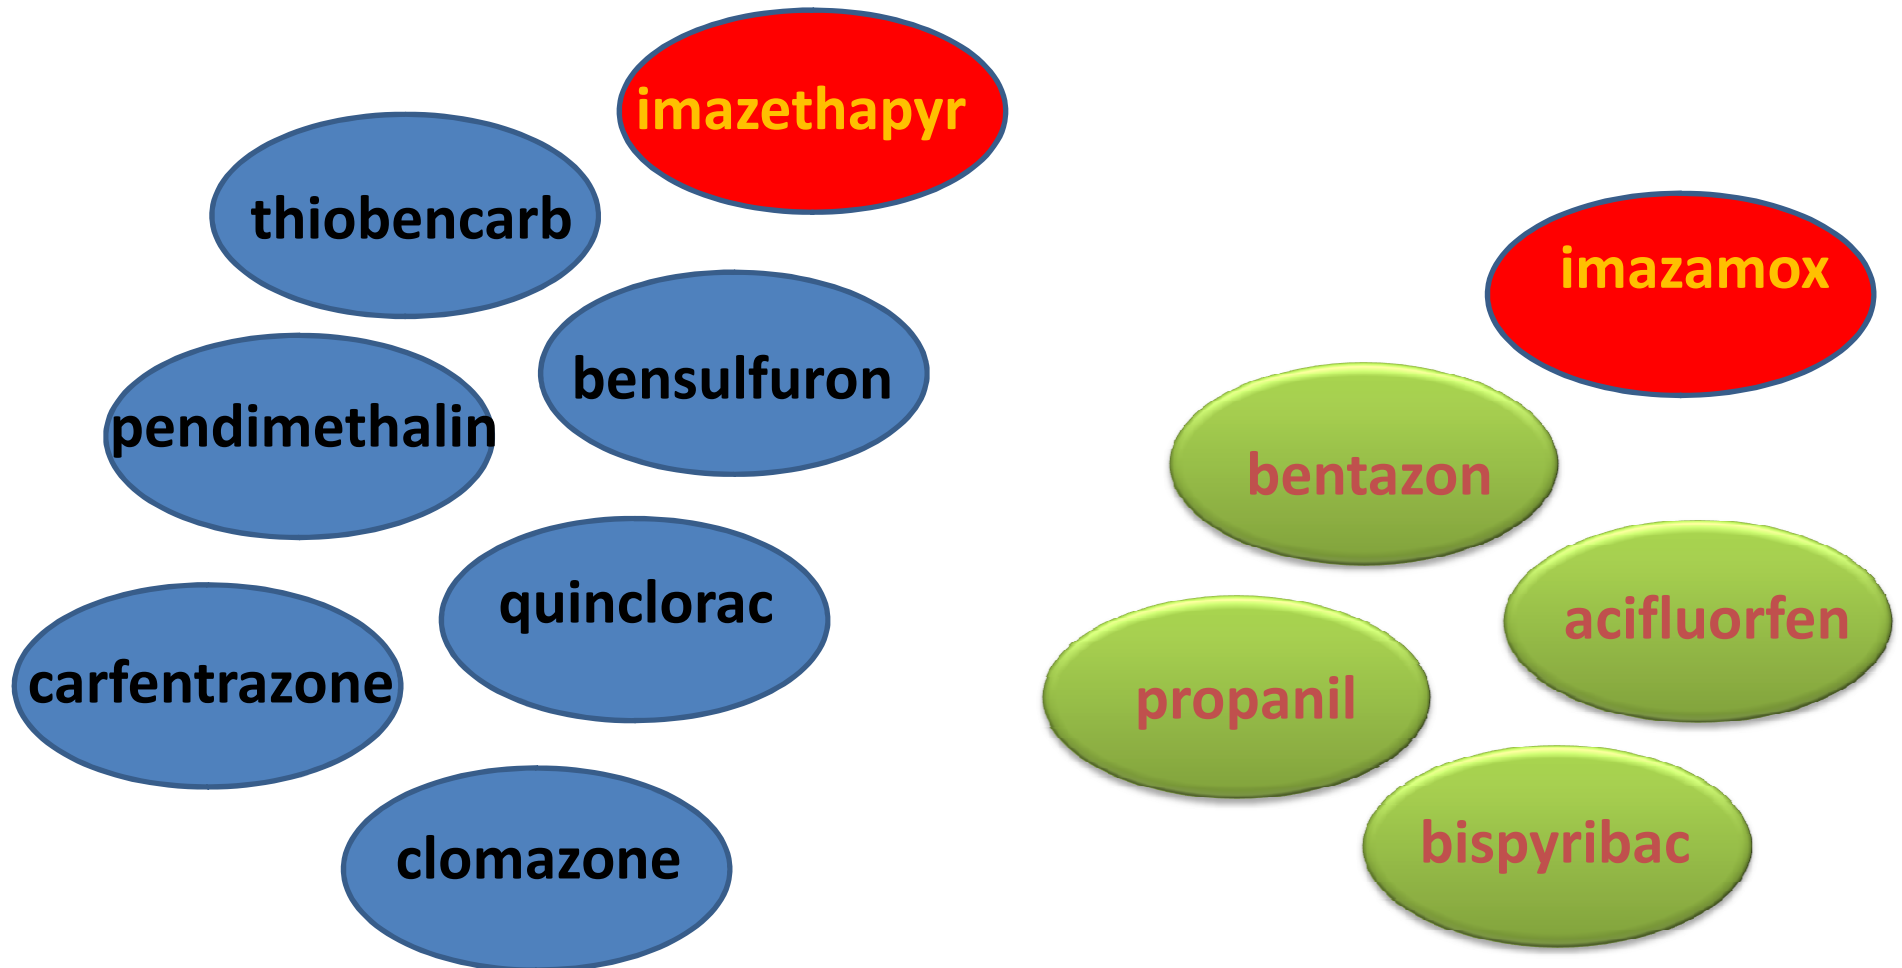 imazethapyr
thiobencarb
imazamox
bensulfuron
pendimethalin
bentazon
quinclorac
acifluorfen
carfentrazone
propanil
bispyribac
clomazone